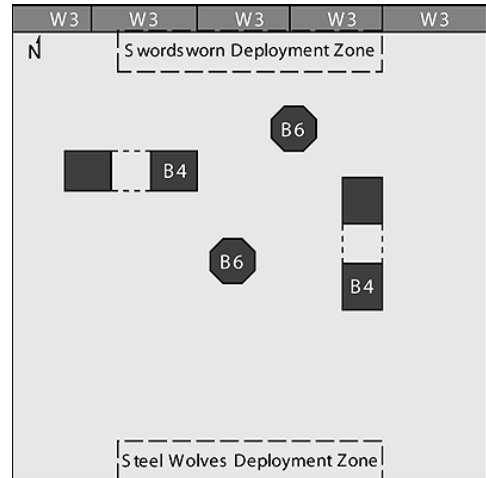 W3 W3 W3 W3 W3
N
Swordsworn Deployment Zone
B6
B4
B6
B4
Steel Wolves Deployment Zone